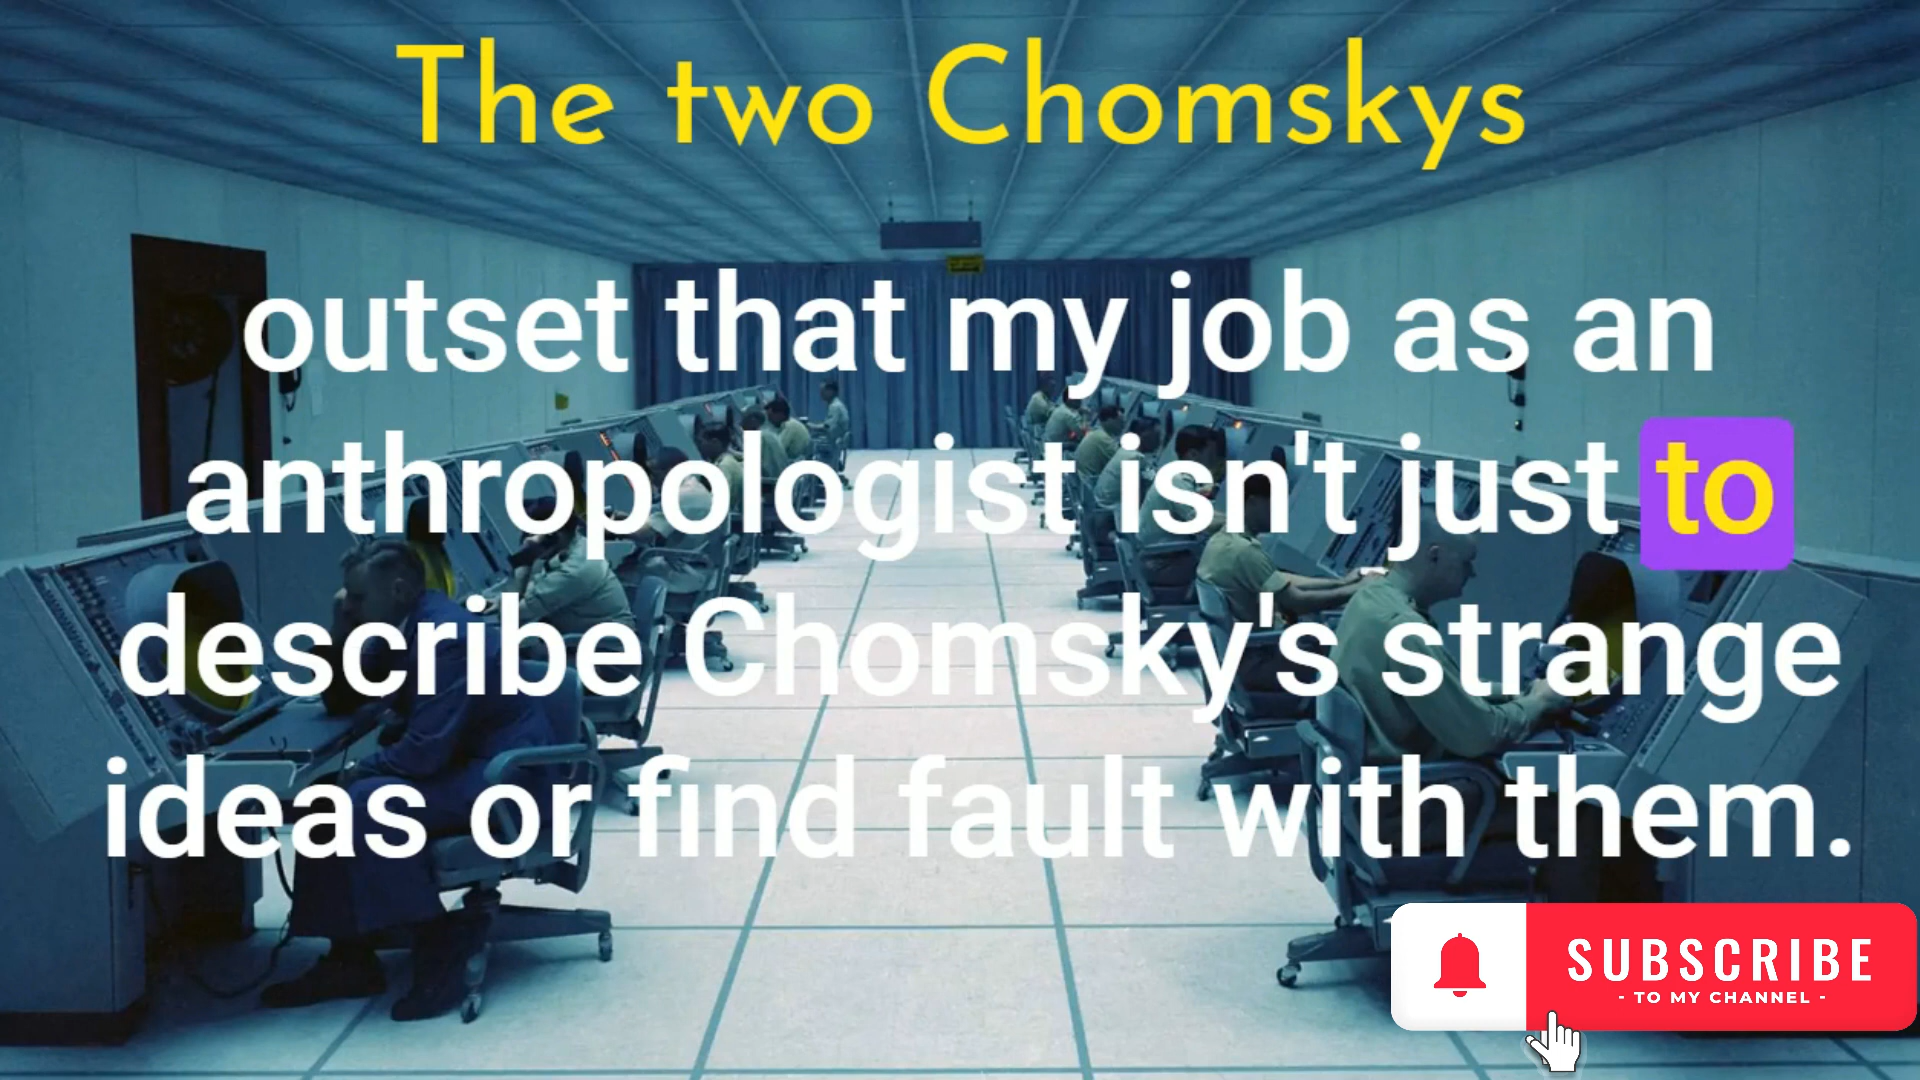 The two Chomskys
outset that my job as an
anthropologist isn't just to
describe Chomsky's strange
ideas or find fault with them.
SUBSCRIBE
- TO MY CHANNEL -